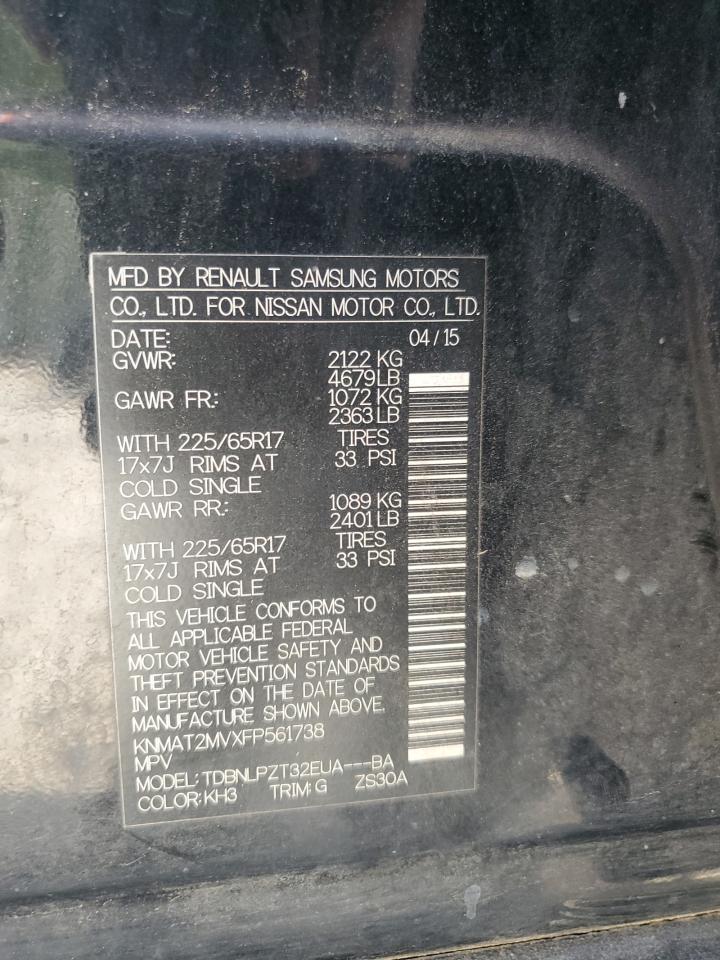 MFD BY RENAULT SAMSUNG MOTORS
CO., LTD. FOR NISSAN MOTOR CO., LTD.
DATE: 04/15
GVWR: 2122 KG
4679 LB
GAWR FR: 1072 KG
2363 LB
WITH 225/65R17 TIRES
17x7J RIMS AT 33 PSI
COLD SINGLE
GAWR RR: 1089 KG
2401 LB
WITH 225/65R17 TIRES
17x7J RIMS AT 33 PSI
COLD SINGLE
THIS VEHICLE CONFORMS TO
ALL APPLICABLE FEDERAL
MOTOR VEHICLE SAFETY AND
THEFT PREVENTION STANDARDS
IN EFFECT ON THE DATE OF
MANUFACTURE SHOWN ABOVE.
KNMAT2MVXFP561738
MPV
MODEL: TDBNLPZT32EUA---BA
COLOR: KH3 TRIM: G ZS30A